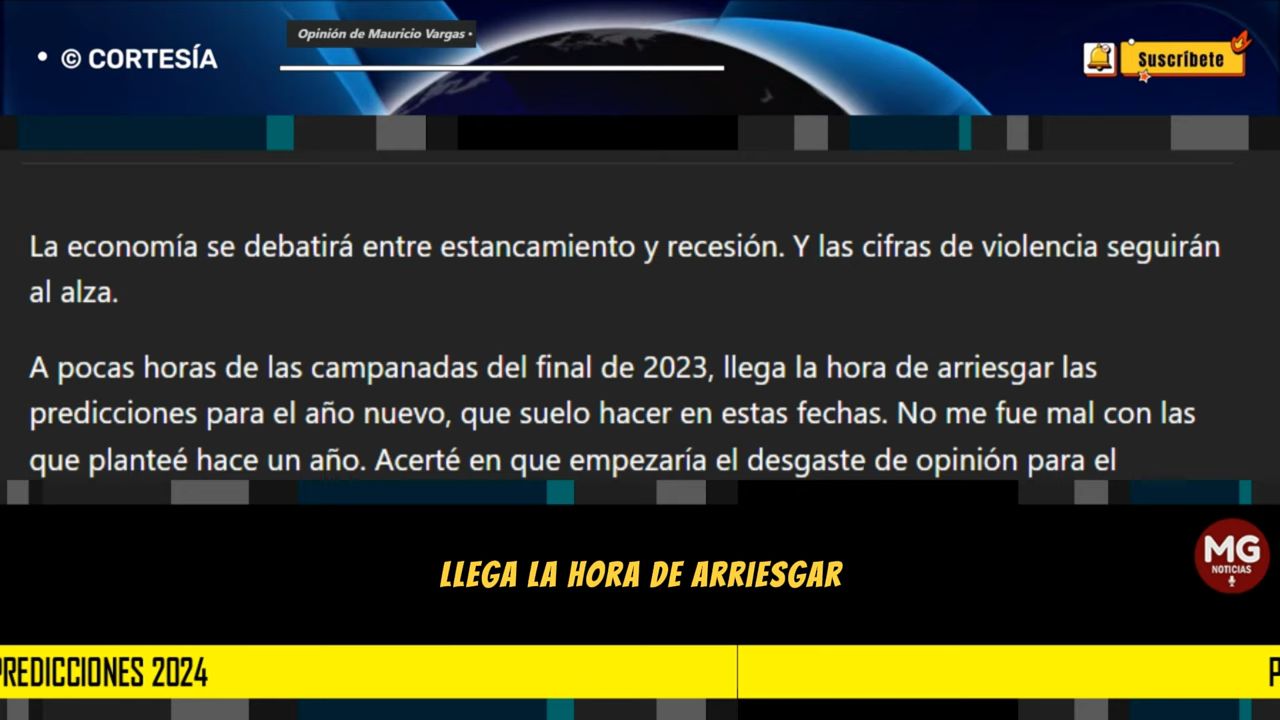 Opinión de Mauricio Vargas •
• © CORTESÍA
Suscríbete
La economía se debatirá entre estancamiento y recesión. Y las cifras de violencia seguirán
al alza.
A pocas horas de las campanadas del final de 2023, llega la hora de arriesgar las
predicciones para el año nuevo, que suelo hacer en estas fechas. No me fue mal con las
que planteé hace un año. Acerté en que empezaría el desgaste de opinión para el
LLEGA LA HORA DE ARRIESGAR
MG
NOTICIAS
PREDICCIONES 2024
P